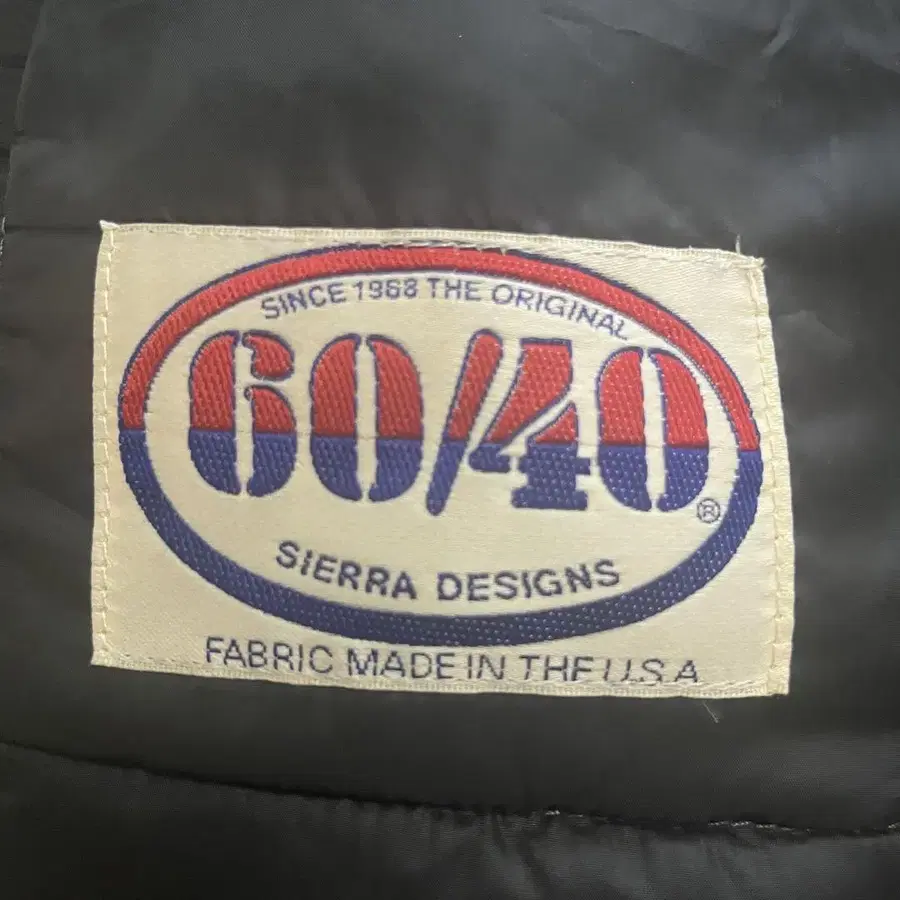 SINCE 1968 THE ORIGINAL
60/40®
SIERRA DESIGNS
FABRIC MADE IN THE U.S.A